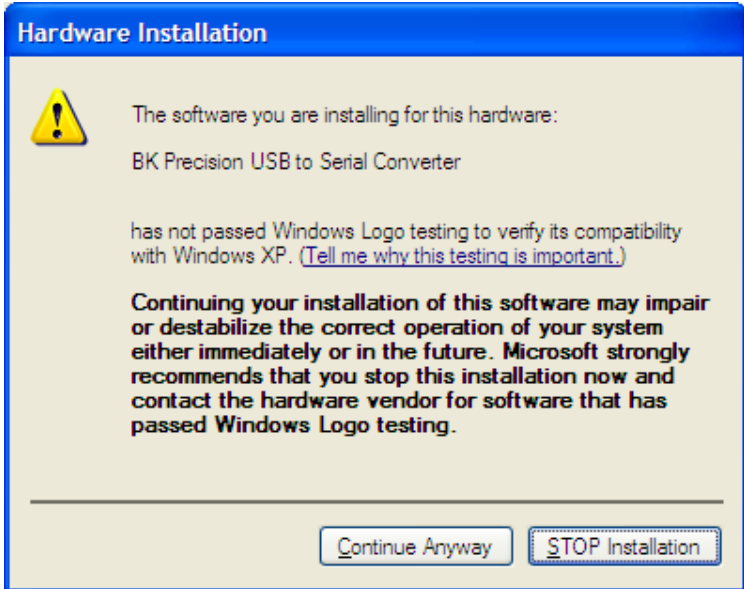 Hardware Installation
The software you are installing for this hardware:
BK Precision USB to Serial Converter
has not passed Windows Logo testing to verify its compatibility
with Windows XP. (Tell me why this testing is important.)
Continuing your installation of this software may impair
or destabilize the correct operation of your system
either immediately or in the future. Microsoft strongly
recommends that you stop this installation now and
contact the hardware vendor for software that has
passed Windows Logo testing.
Continue Anyway
STOP Installation